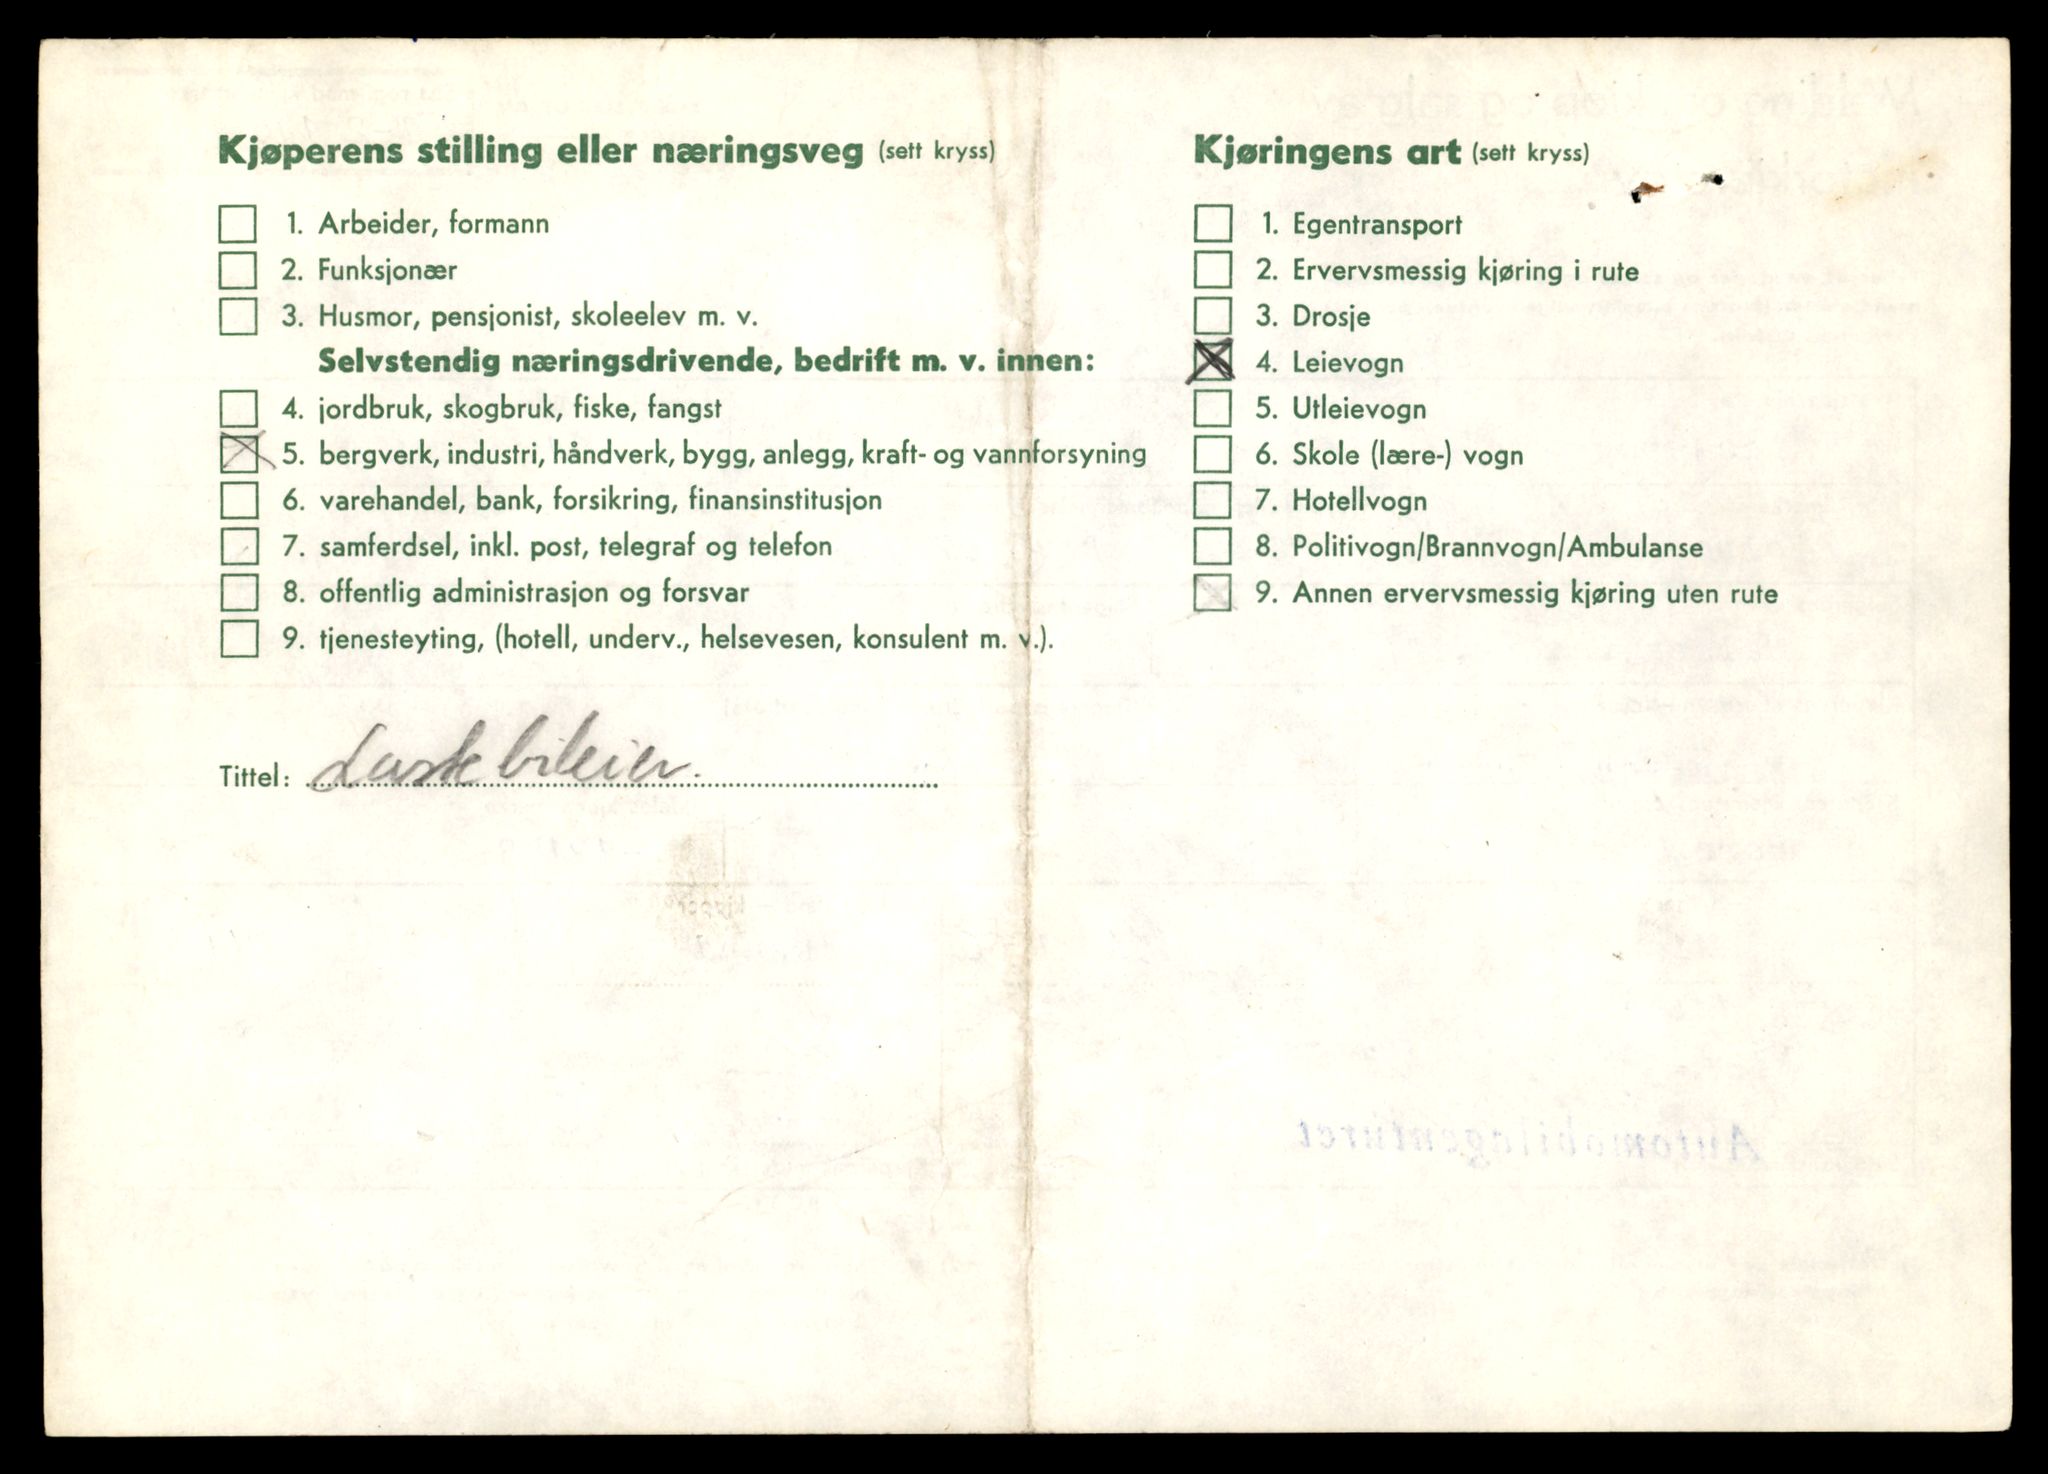 Kjøperens stilling eller næringsveg (sett kryss)
1. Arbeider, formann
2. Funksjonær
3. Husmor, pensjonist, skoleelev m. v.
Selvstendig næringsdrivende, bedrift m. v. innen:
4. jordbruk, skogbruk, fiske, fangst
5. bergverk, industri, håndverk, bygg, anlegg, kraft- og vannforsyning
6. varehandel, bank, forsikring, finansinstitusjon
7. samferdsel, inkl. post, telegraf og telefon
8. offentlig administrasjon og forsvar
9. tjenesteyting, (hotell, underv., helsevesen, konsulent m. v.).
Tittel: Lastebileier.
Kjøringens art (sett kryss)
1. Egentransport
2. Ervervsmessig kjøring i rute
3. Drosje
4. Leievogn
5. Utleievogn
6. Skole (lære-) vogn
7. Hotellvogn
8. Politivogn/Brannvogn/Ambulanse
9. Annen ervervsmessig kjøring uten rute
Automobilagenturet